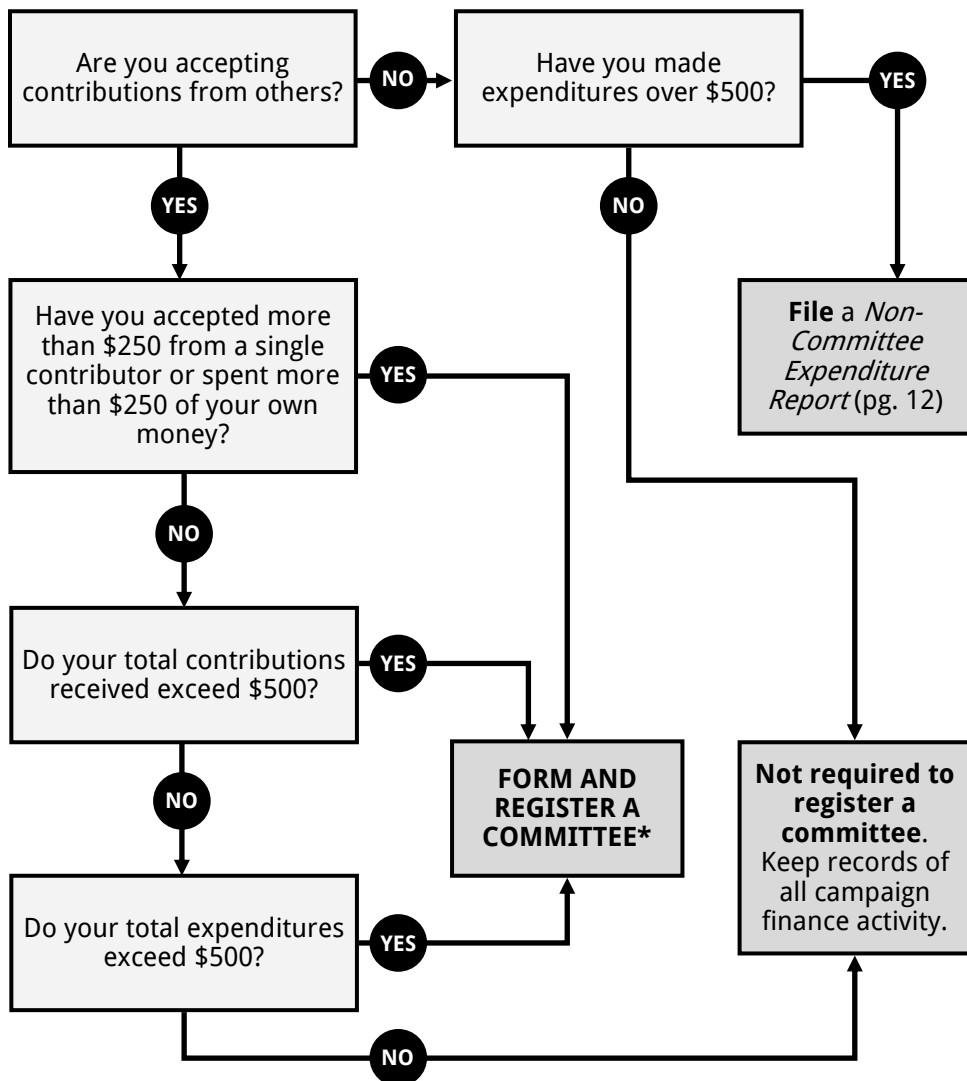 Are you accepting
contributions from others?
NO
Have you made
expenditures over $500?
YES
YES
NO
File a Non-
Committee
Expenditure
Report (pg. 12)
Have you accepted more
than $250 from a single
contributor or spent more
than $250 of your own
money?
YES
NO
Do your total contributions
received exceed $500?
YES
NO
FORM AND
REGISTER A
COMMITTEE*
Not required to
register a
committee.
Keep records of
all campaign
finance activity.
Do your total expenditures
exceed $500?
YES
NO